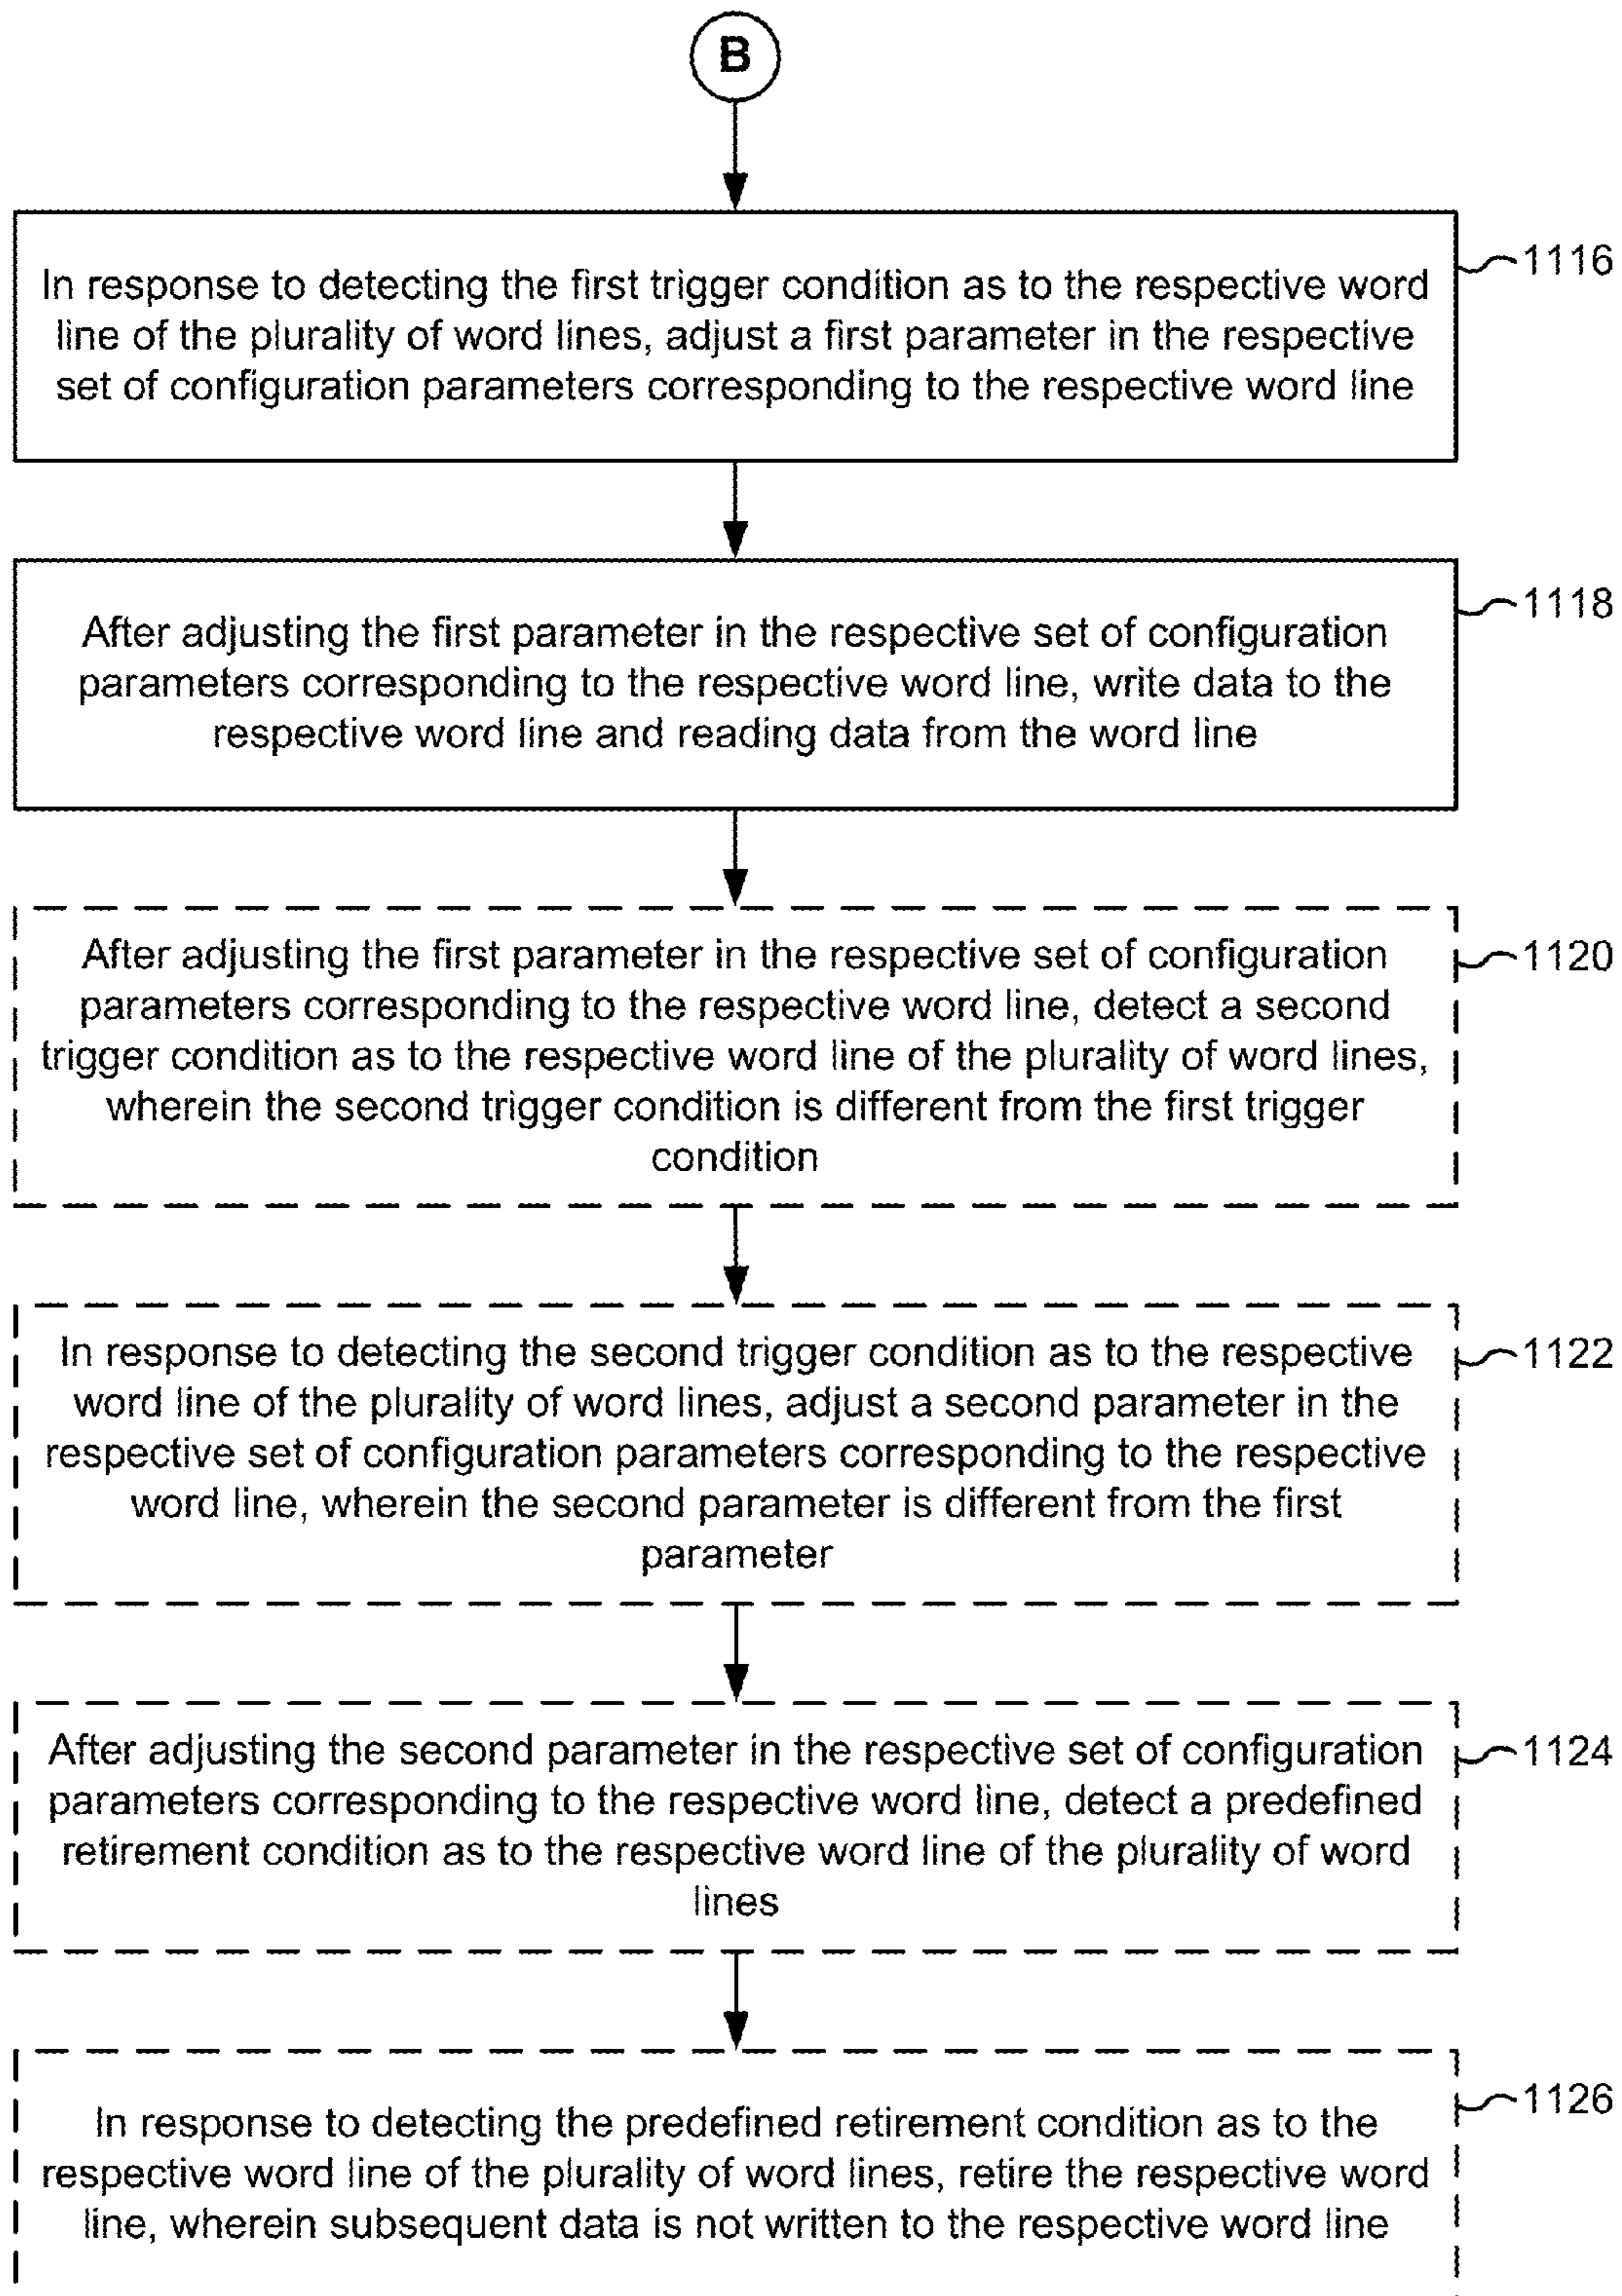 B
In response to detecting the first trigger condition as to the respective word
line of the plurality of word lines, adjust a first parameter in the respective
set of configuration parameters corresponding to the respective word line
1116
After adjusting the first parameter in the respective set of configuration
parameters corresponding to the respective word line, write data to the
respective word line and reading data from the word line
1118
After adjusting the first parameter in the respective set of configuration
parameters corresponding to the respective word line, detect a second
trigger condition as to the respective word line of the plurality of word lines,
wherein the second trigger condition is different from the first trigger
condition
1120
In response to detecting the second trigger condition as to the respective
word line of the plurality of word lines, adjust a second parameter in the
respective set of configuration parameters corresponding to the respective
word line, wherein the second parameter is different from the first
parameter
1122
After adjusting the second parameter in the respective set of configuration
parameters corresponding to the respective word line, detect a predefined
retirement condition as to the respective word line of the plurality of word
lines
1124
In response to detecting the predefined retirement condition as to the
respective word line of the plurality of word lines, retire the respective word
line, wherein subsequent data is not written to the respective word line
1126